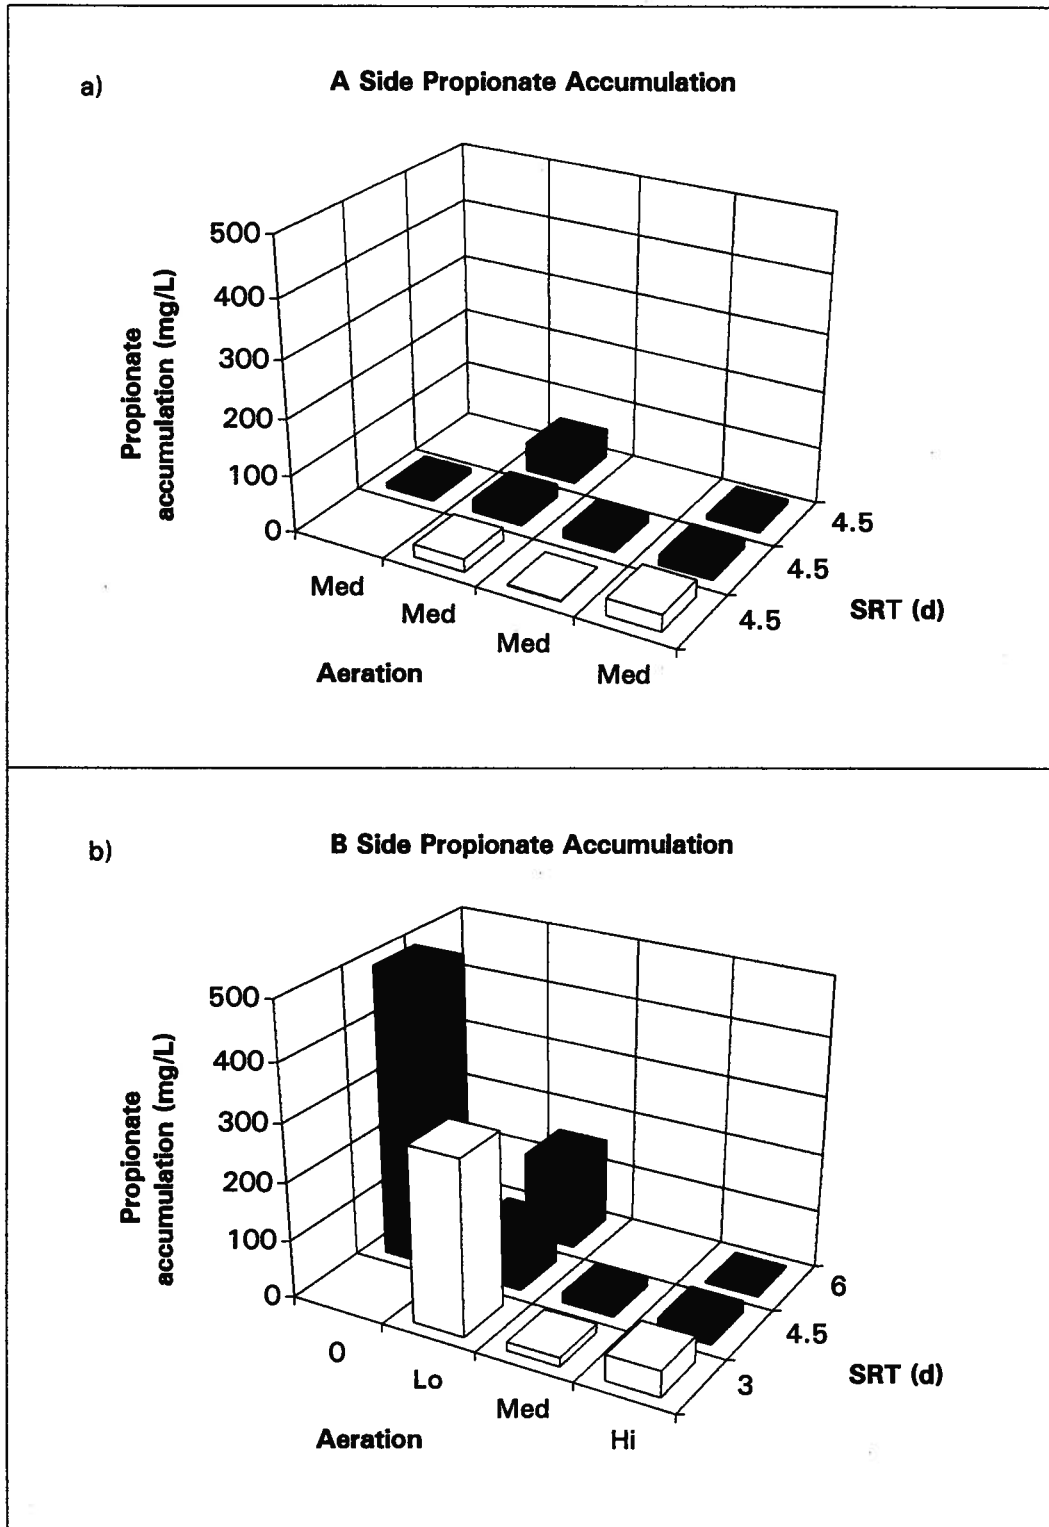 a)
A Side Propionate Accumulation
500
400
300
200
100
0
Propionate
accumulation (mg/L)
Med
Med
Med
Med
Aeration
4.5
4.5
4.5
SRT (d)
b)
B Side Propionate Accumulation
500
400
300
200
100
0
Propionate
accumulation (mg/L)
0
Lo
Med
Hi
Aeration
6
4.5
3
SRT (d)